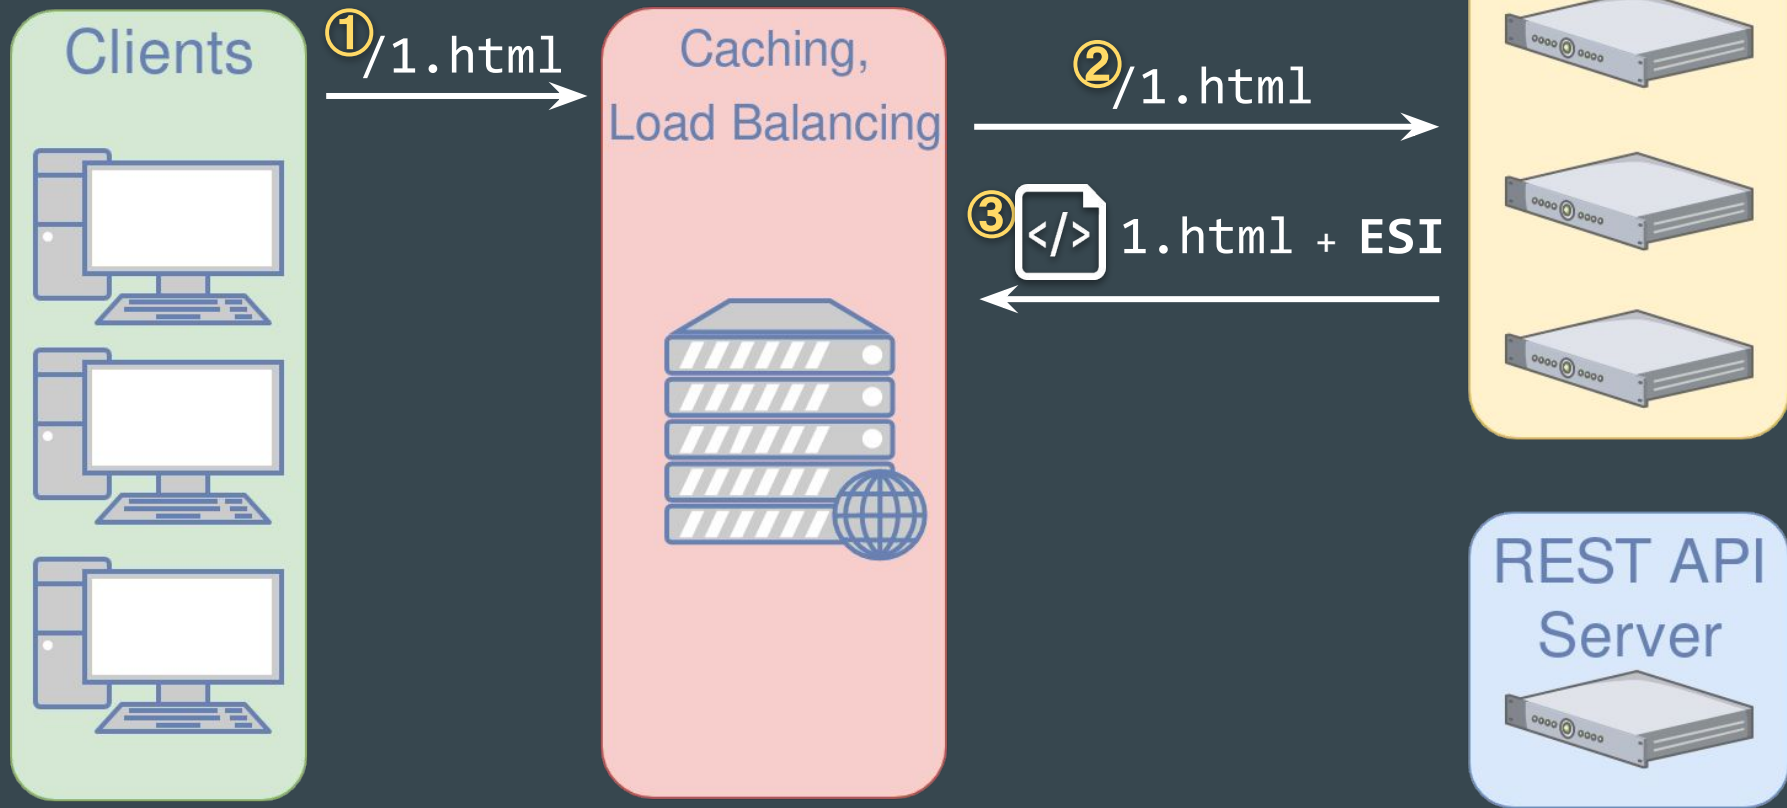 Clients
①/1.html
Caching,
Load Balancing
②/1.html
③ </> 1.html + ESI
REST API
Server